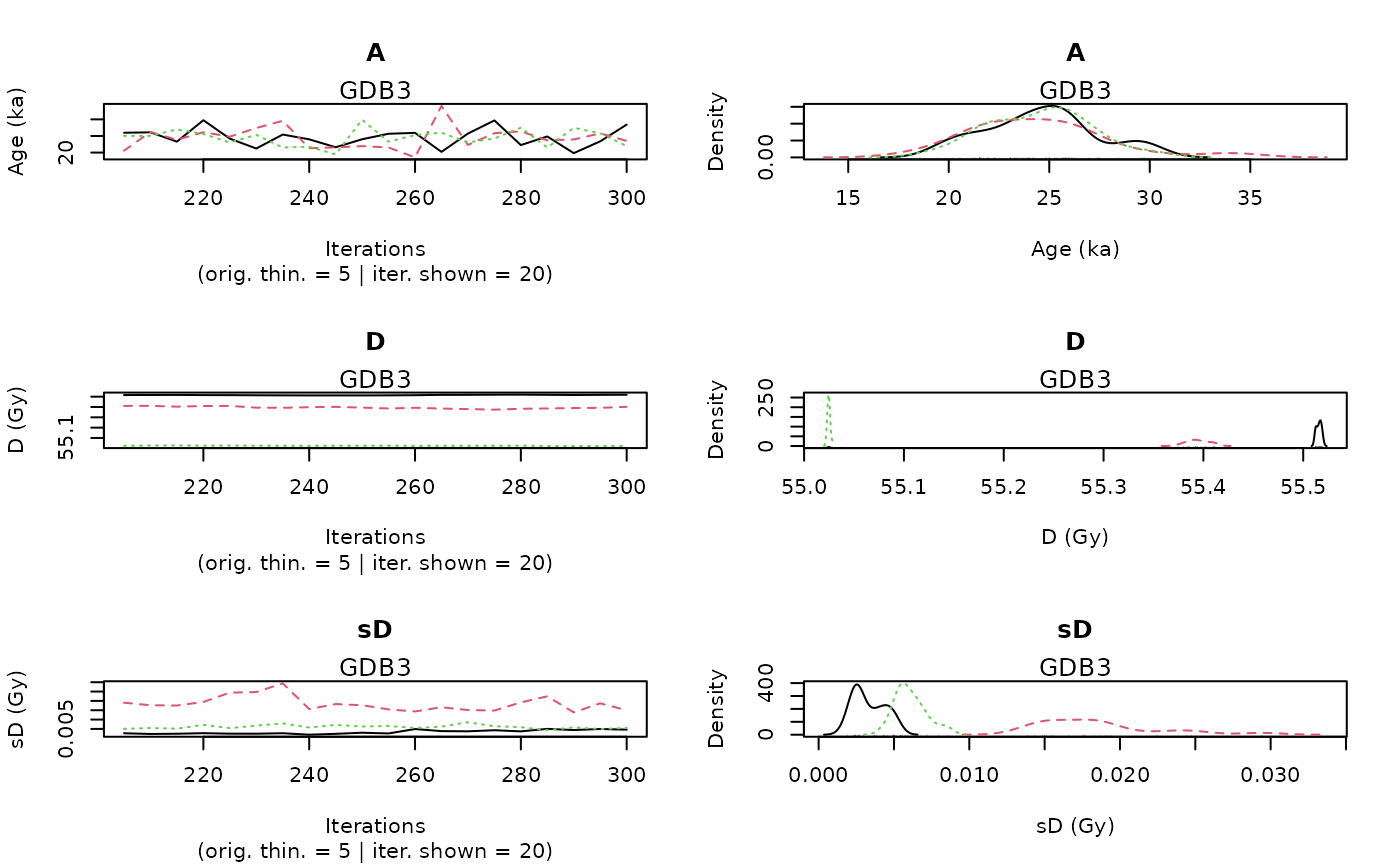 A
GDB3
Age (ka)
20
220 240 260 280 300
Iterations
(orig. thin. = 5 | iter. shown = 20)
A
GDB3
Density
0.00
15 20 25 30 35
Age (ka)
D
GDB3
D (Gy)
55.1
220 240 260 280 300
Iterations
(orig. thin. = 5 | iter. shown = 20)
D
GDB3
Density
0 250
55.0 55.1 55.2 55.3 55.4 55.5
D (Gy)
sD
GDB3
sD (Gy)
0.005
220 240 260 280 300
Iterations
(orig. thin. = 5 | iter. shown = 20)
sD
GDB3
Density
0 400
0.000 0.010 0.020 0.030
sD (Gy)